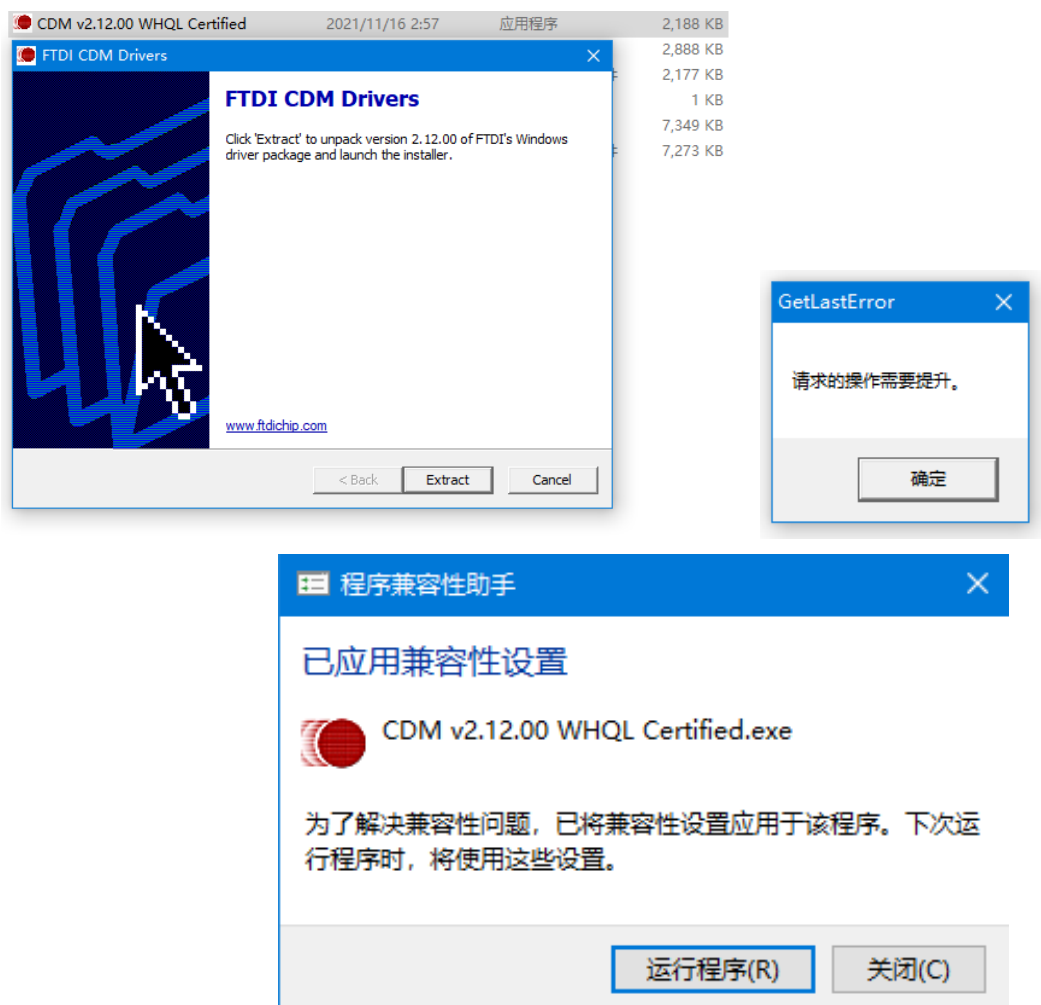 CDM v2.12.00 WHQL Certified 2021/11/16 2:57 应用程序 2,188 KB
FTDI CDM Drivers
2,888 KB
2,177 KB
1 KB
7,349 KB
7,273 KB
FTDI CDM Drivers
Click 'Extract' to unpack version 2.12.00 of FTDI's Windows
driver package and launch the installer.
www.ftdichip.com
< Back Extract Cancel
GetLastError
请求的操作需要提升。
确定
程序兼容性助手
已应用兼容性设置
CDM v2.12.00 WHQL Certified.exe
为了解决兼容性问题，已将兼容性设置应用于该程序。下次运
行程序时，将使用这些设置。
运行程序(R) 关闭(C)